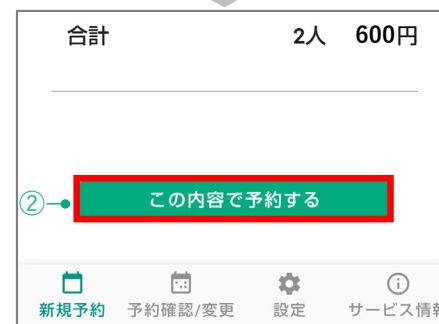 合計 2人 600円
② この内容で予約する
新規予約 予約確認/変更 設定 サービス情報